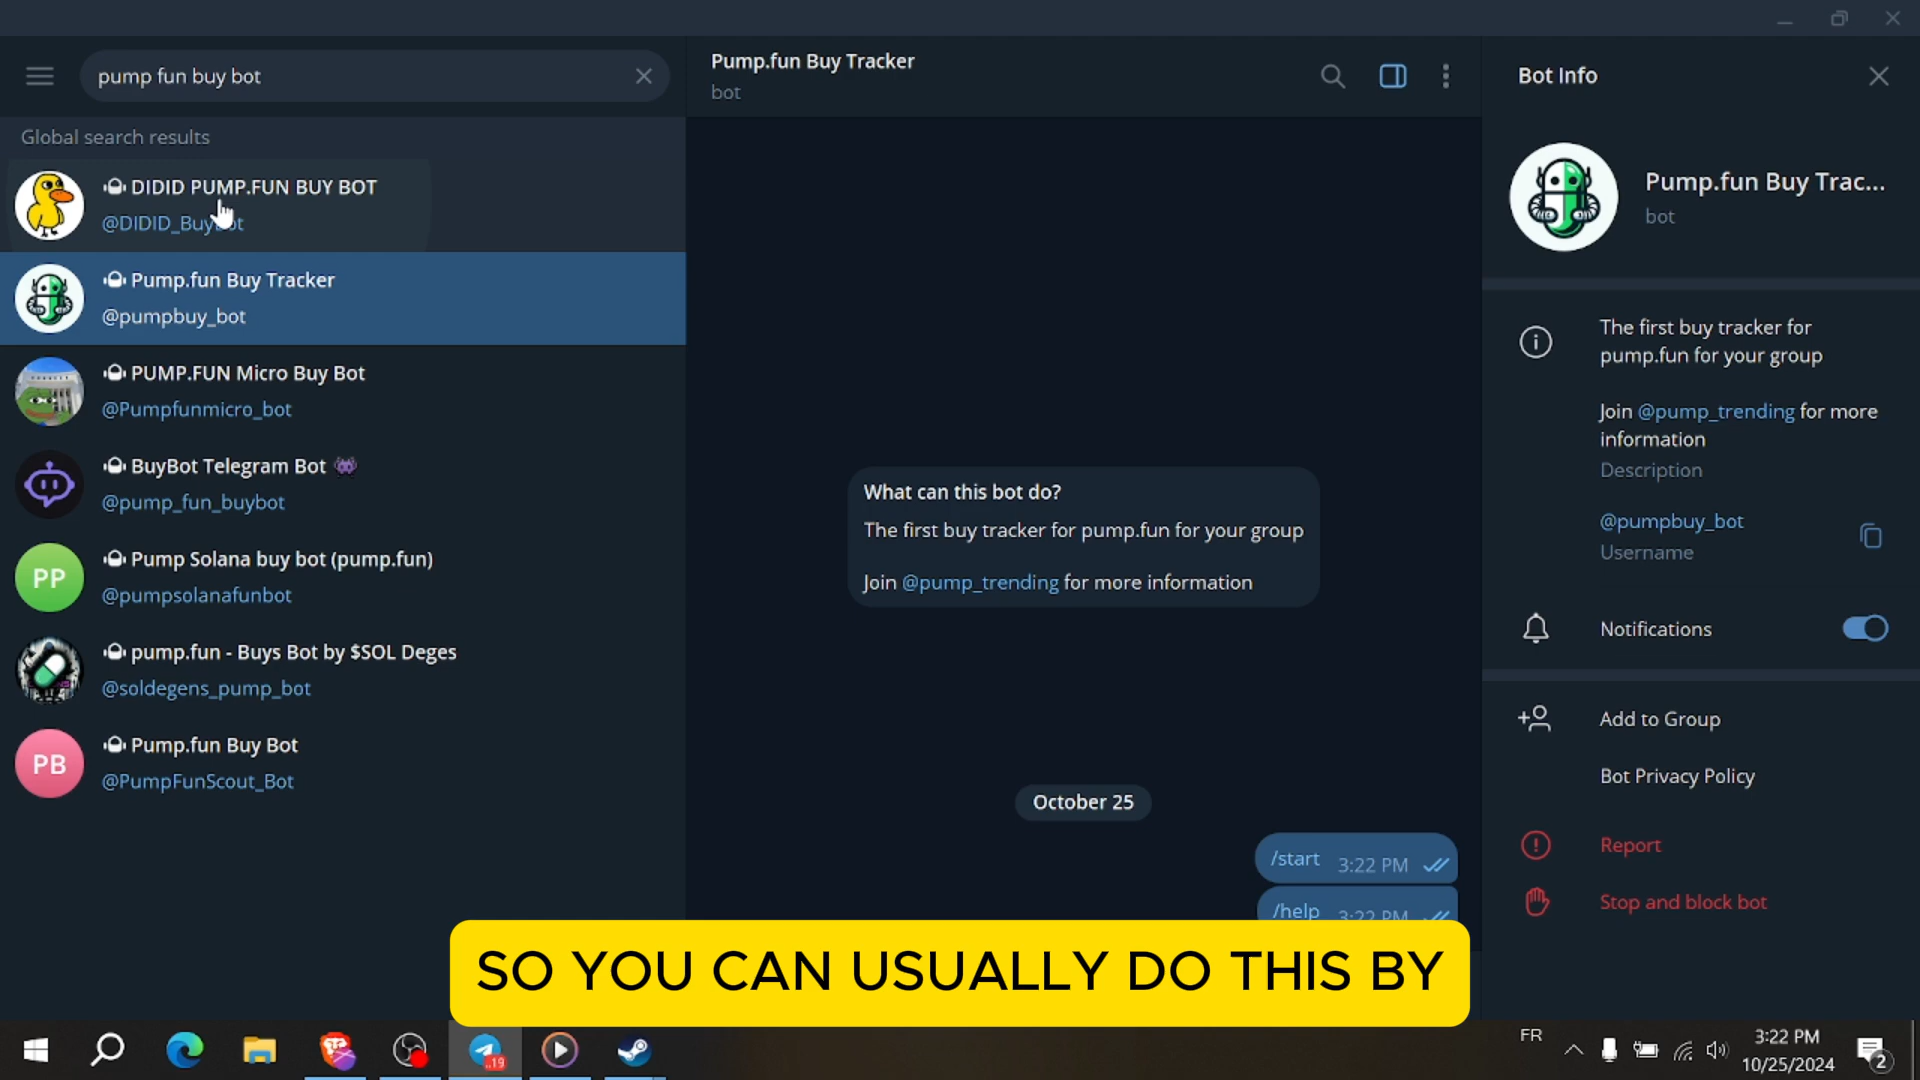 pump fun buy bot
Global search results
DIDID PUMP.FUN BUY BOT
@DIDID_Buybot
Pump.fun Buy Tracker
@pumpbuy_bot
PUMP.FUN Micro Buy Bot
@Pumpfunmicro_bot
BuyBot Telegram Bot 👾
@pump_fun_buybot
PP
Pump Solana buy bot (pump.fun)
@pumpsolanafunbot
pump.fun - Buys Bot by $SOL Deges
@soldegens_pump_bot
PB
Pump.fun Buy Bot
@PumpFunScout_Bot
Pump.fun Buy Tracker
bot
What can this bot do?
The first buy tracker for pump.fun for your group
Join @pump_trending for more information
October 25
/start 3:22 PM
/help 3:22 PM
Bot Info
Pump.fun Buy Trac...
bot
The first buy tracker for
pump.fun for your group
Join @pump_trending for more
information
Description
@pumpbuy_bot
Username
Notifications
Add to Group
Bot Privacy Policy
Report
Stop and block bot
SO YOU CAN USUALLY DO THIS BY
..19
FR
3:22 PM
10/25/2024
2